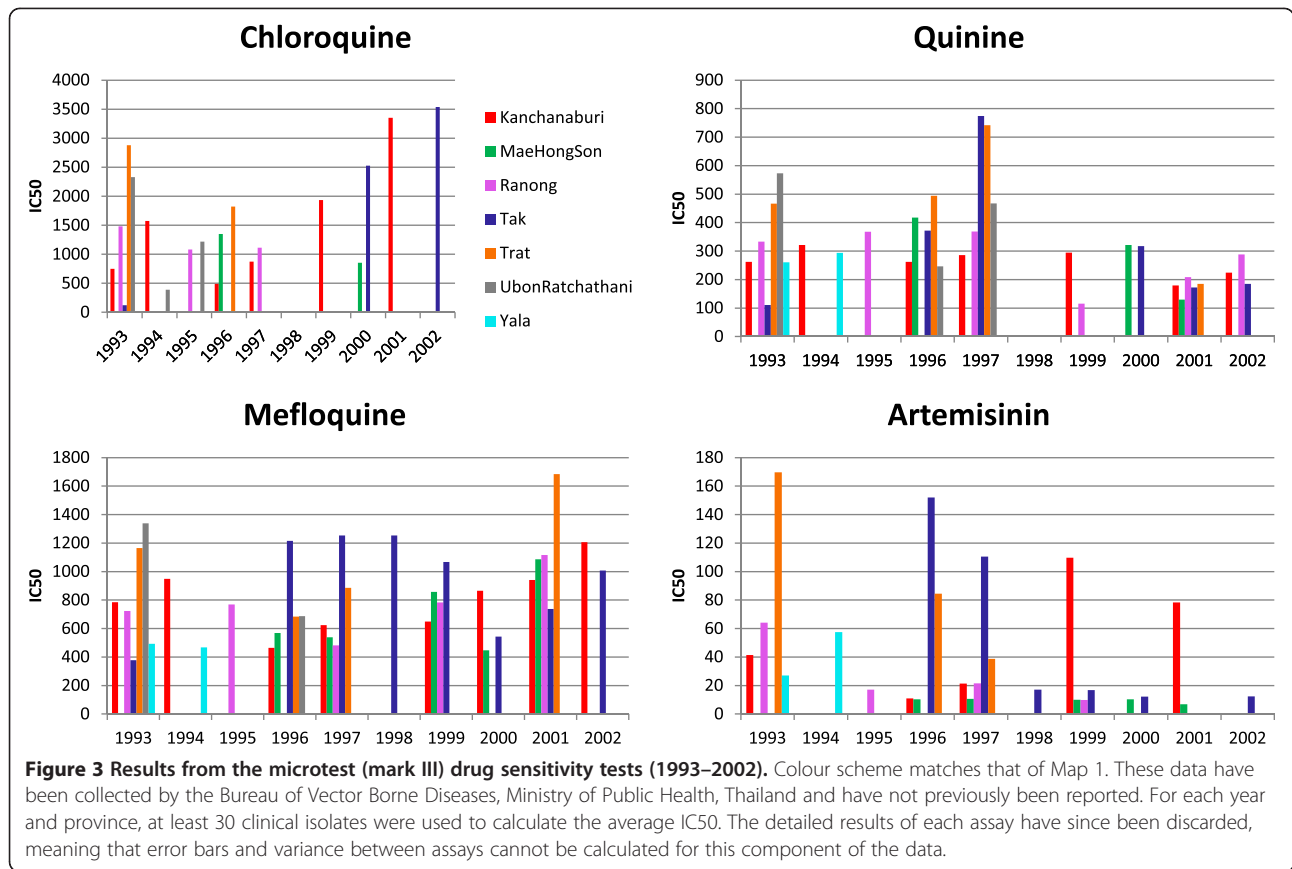 Chloroquine
IC50
4000
3500
3000
2500
2000
1500
1000
500
0
1993
1994
1995
1996
1997
1998
1999
2000
2001
2002
Kanchanaburi
MaeHongSon
Ranong
Tak
Trat
UbonRatchathani
Yala
Quinine
IC50
900
800
700
600
500
400
300
200
100
0
1993 1994 1995 1996 1997 1998 1999 2000 2001 2002
Mefloquine
IC50
1800
1600
1400
1200
1000
800
600
400
200
0
1993 1994 1995 1996 1997 1998 1999 2000 2001 2002
Artemisinin
IC50
180
160
140
120
100
80
60
40
20
0
1993 1994 1995 1996 1997 1998 1999 2000 2001 2002
Figure 3 Results from the microtest (mark III) drug sensitivity tests (1993–2002). Colour scheme matches that of Map 1. These data have
been collected by the Bureau of Vector Borne Diseases, Ministry of Public Health, Thailand and have not previously been reported. For each year
and province, at least 30 clinical isolates were used to calculate the average IC50. The detailed results of each assay have since been discarded,
meaning that error bars and variance between assays cannot be calculated for this component of the data.